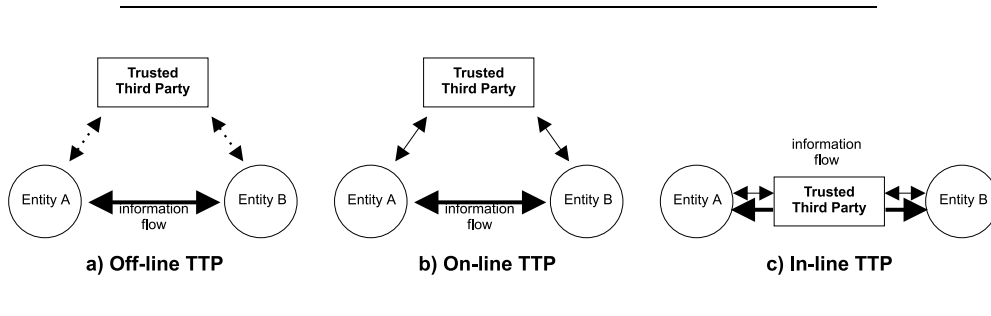 Trusted
Third Party
Entity A
Entity B
information
flow
a) Off-line TTP
Trusted
Third Party
Entity A
Entity B
information
flow
b) On-line TTP
information
flow
Entity A
Trusted
Third Party
Entity B
c) In-line TTP